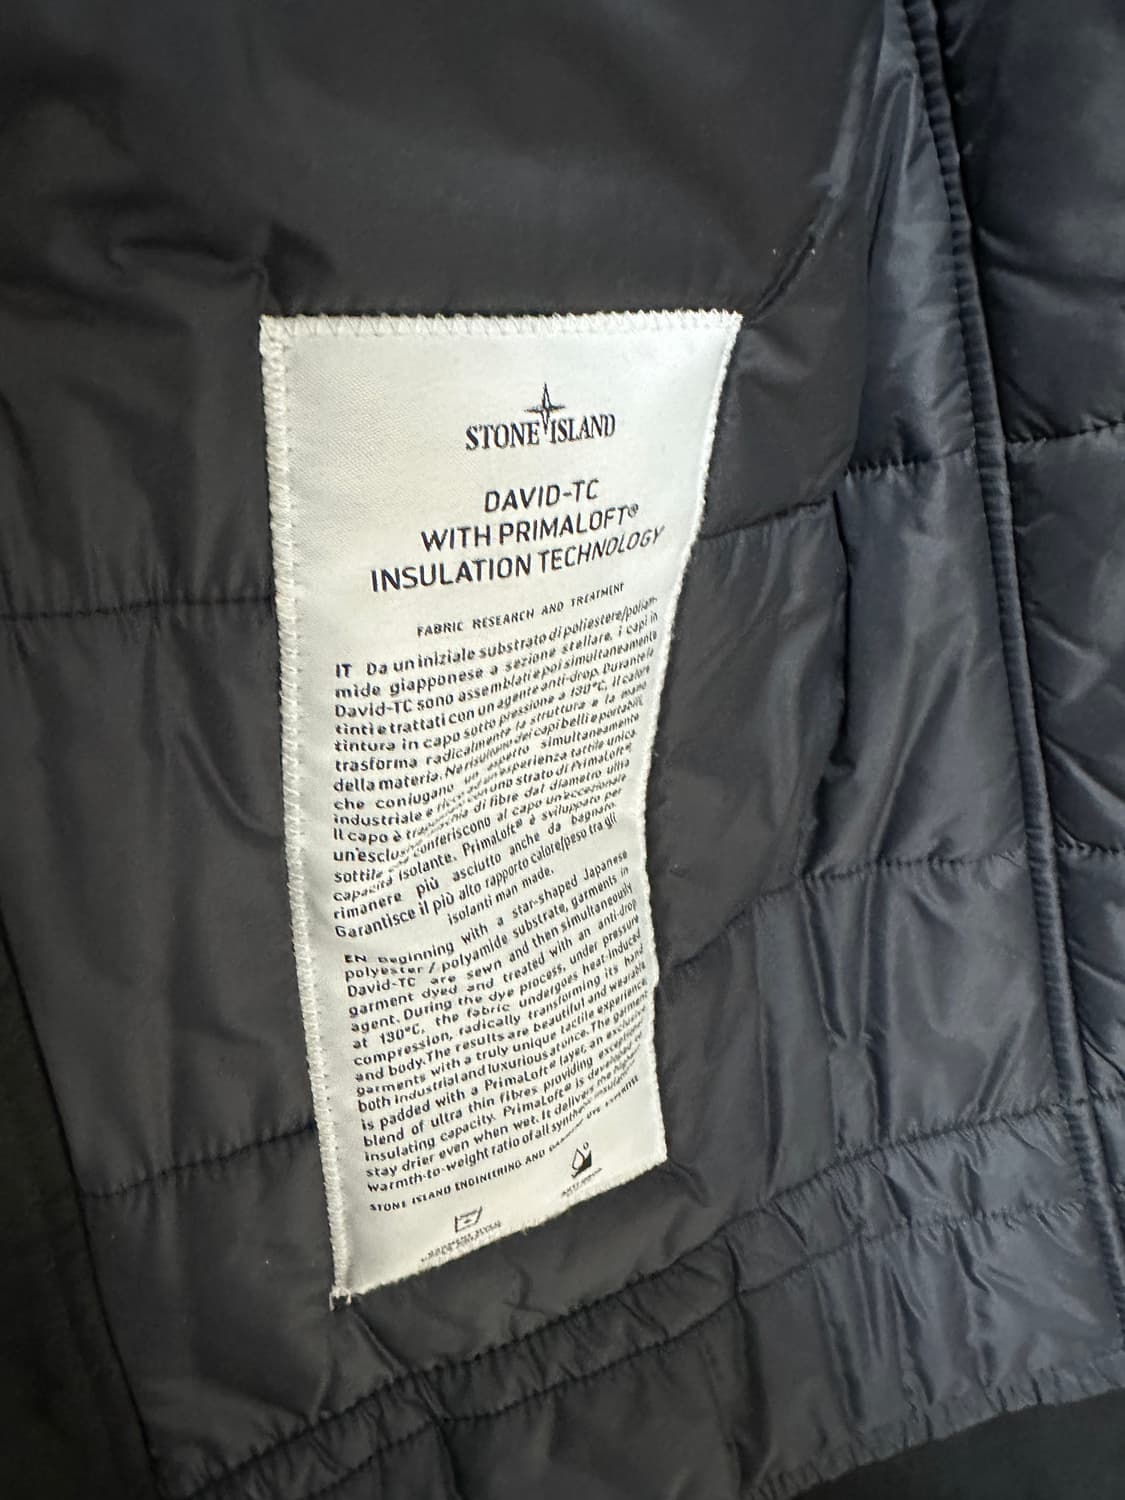 STONE ISLAND
DAVID-TC
WITH PRIMALOFT®
INSULATION TECHNOLOGY
FABRIC RESEARCH AND TREATMENT
IT Da un iniziale substrato di poliestere/poliam-
mide giapponese a sezione stellare, i capi in
David-TC sono assemblati e poi simultaneamente
tinti e trattati con un agente anti-drop. Durante la
tintura in capo sotto pressione a 130°C, il calore
trasforma radicalmente la struttura e la mano
della materia. Ne risultano dei capi belli e portabili,
che coniugano un aspetto simultaneamente
industriale e ricco ad un'esperienza tattile unica.
Il capo è con uno strato di Primaloft®,
di fibre dal diametro ultra
sottile conferiscono al capo un'eccezionale
capacità isolante. PrimaLoft® è sviluppato per
rimanere più asciutto anche da bagnato.
Garantisce il più alto rapporto calore/peso tra gli
isolanti man made.
EN Beginning with a star-shaped Japanese
polyester / polyamide substrate, garments in
David-TC are sewn and then simultaneously
garment dyed and treated with an anti-drop
agent. During the dye process, under pressure
at 130°C, the fabric undergoes heat-induced
compression, radically transforming its hand
and body. The results are beautiful and wearable
garments with a truly unique tactile experience,
both industrial and luxurious at once. The garment
is padded with a PrimaLoft® layer, an exclusive
blend of ultra thin fibres providing exceptional
insulating capacity. PrimaLoft® is developed to
stay drier even when wet. It delivers the highest
warmth-to-weight ratio of all synthetic insulations.
STONE ISLAND ENGINEERING AND GARMENT DYE EXPERTISE